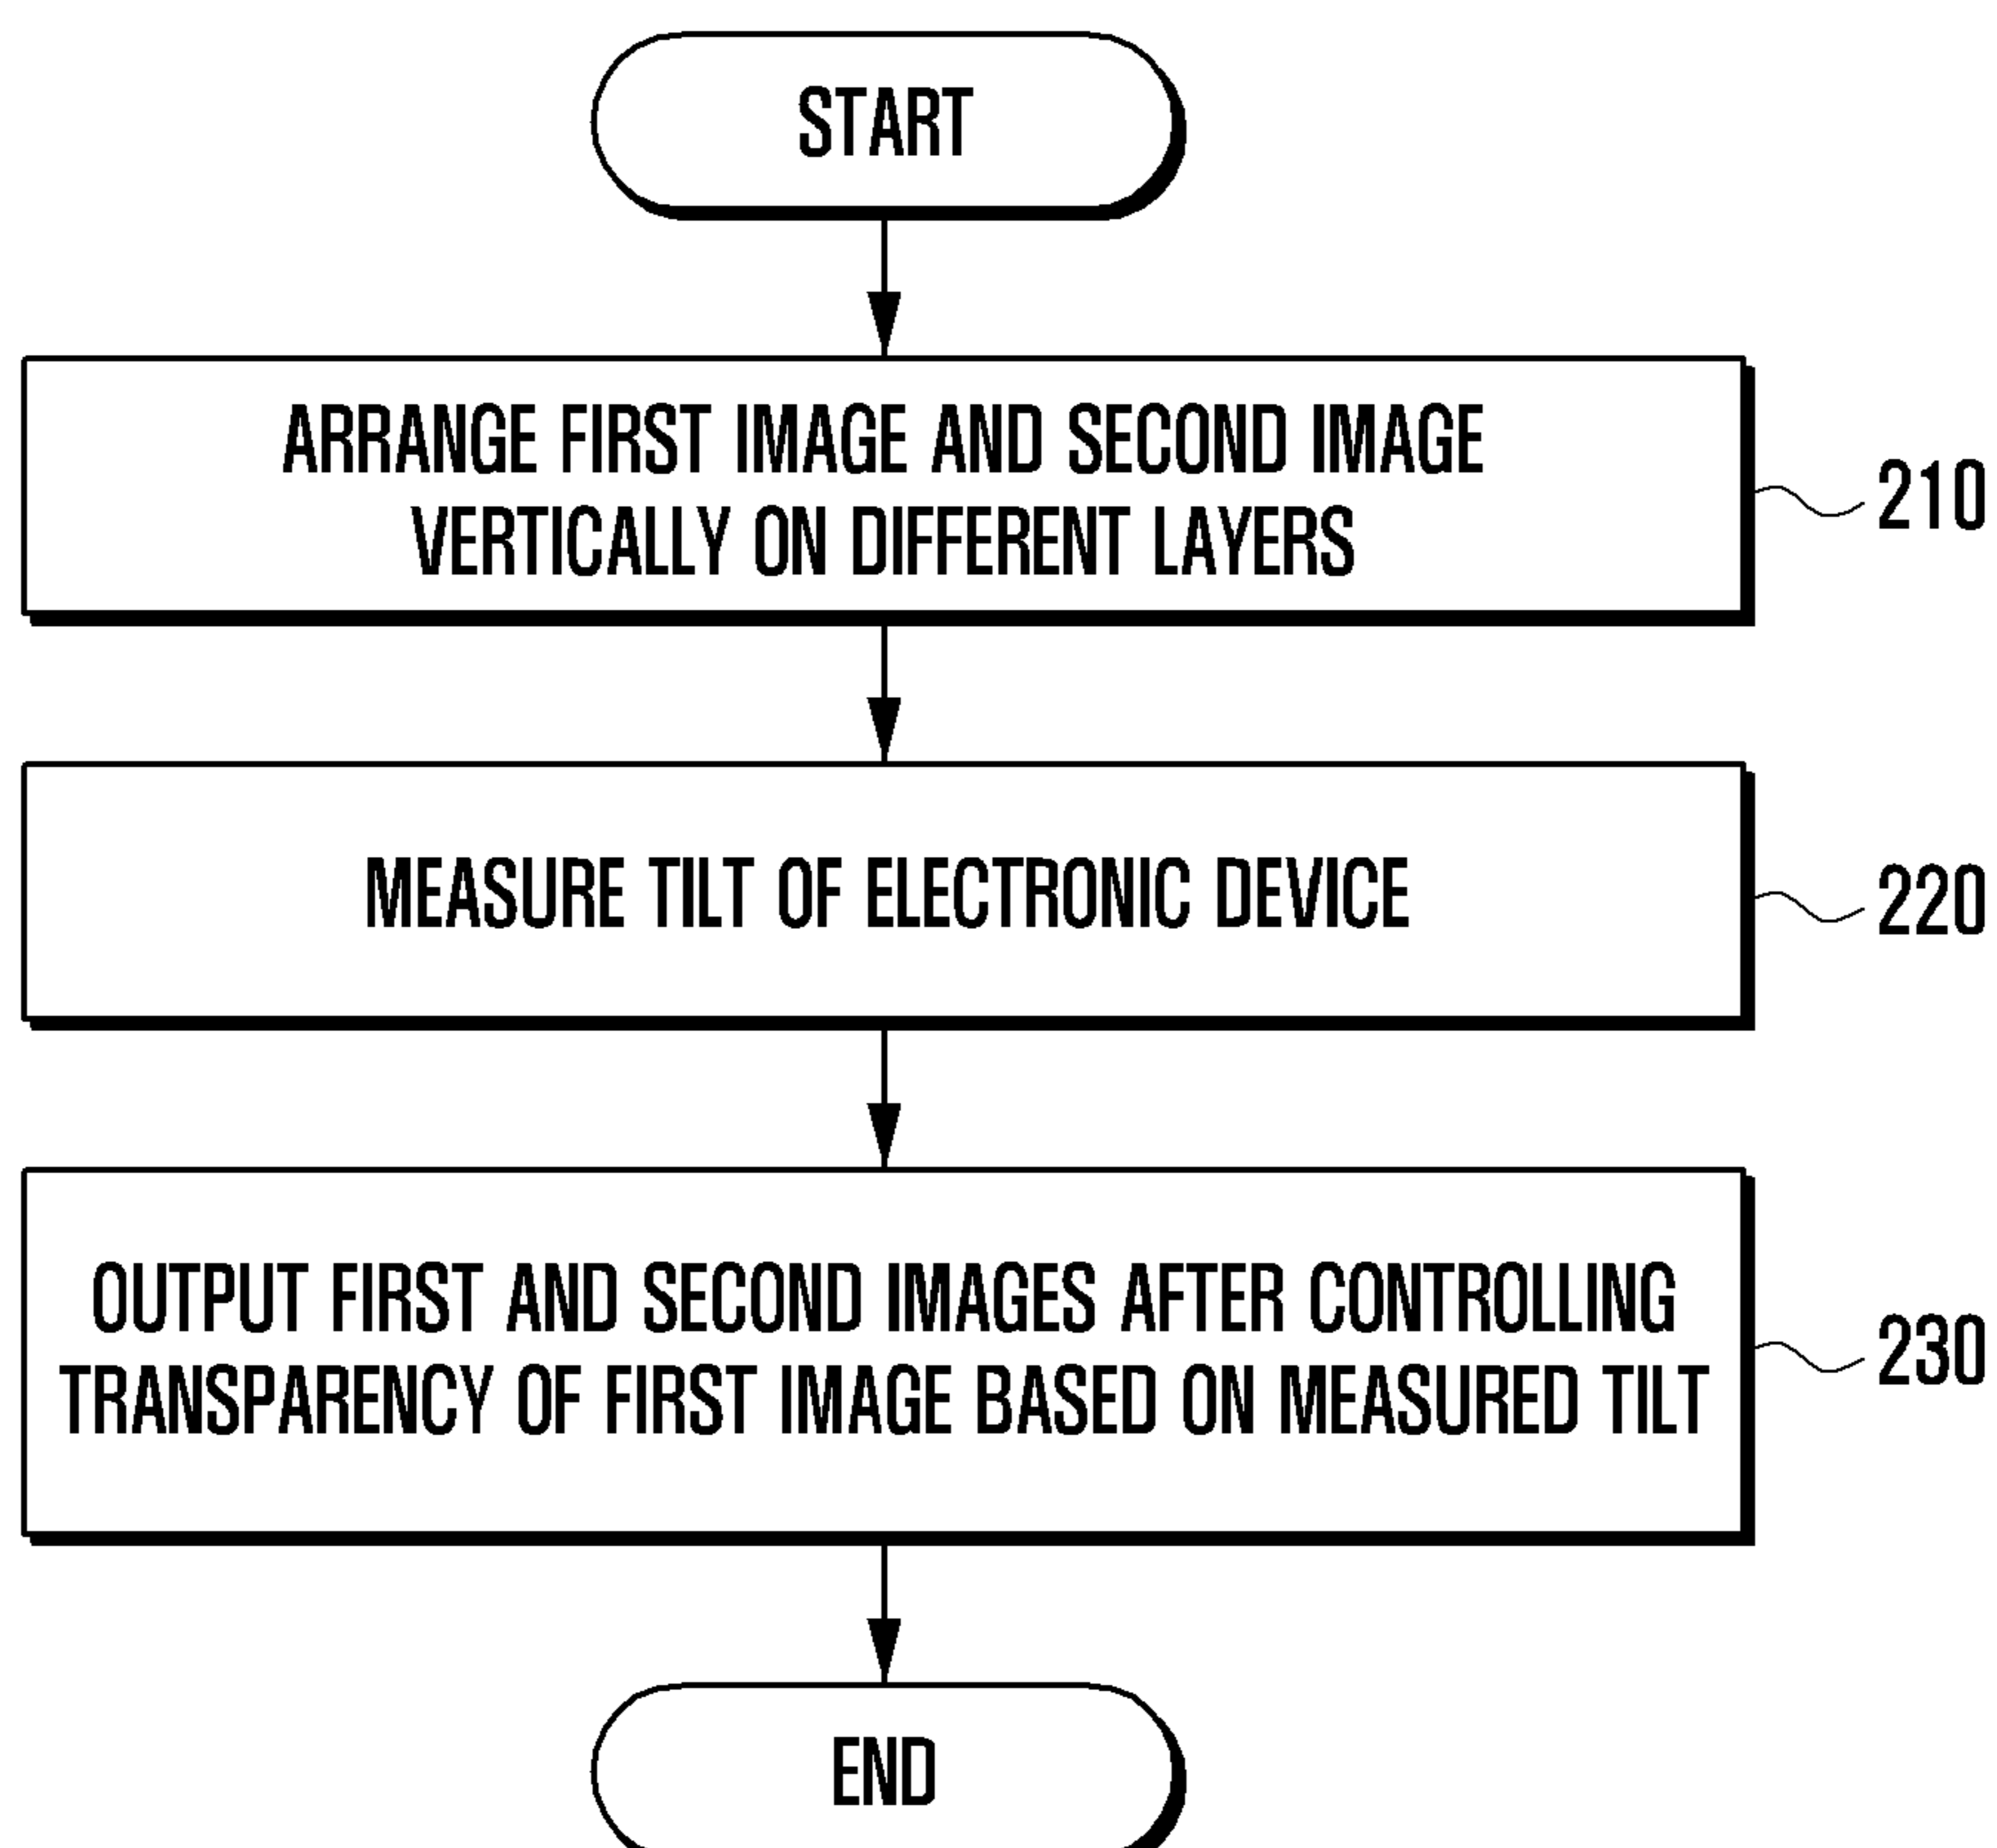 START
ARRANGE FIRST IMAGE AND SECOND IMAGE
VERTICALLY ON DIFFERENT LAYERS
210
MEASURE TILT OF ELECTRONIC DEVICE
220
OUTPUT FIRST AND SECOND IMAGES AFTER CONTROLLING
TRANSPARENCY OF FIRST IMAGE BASED ON MEASURED TILT
230
END